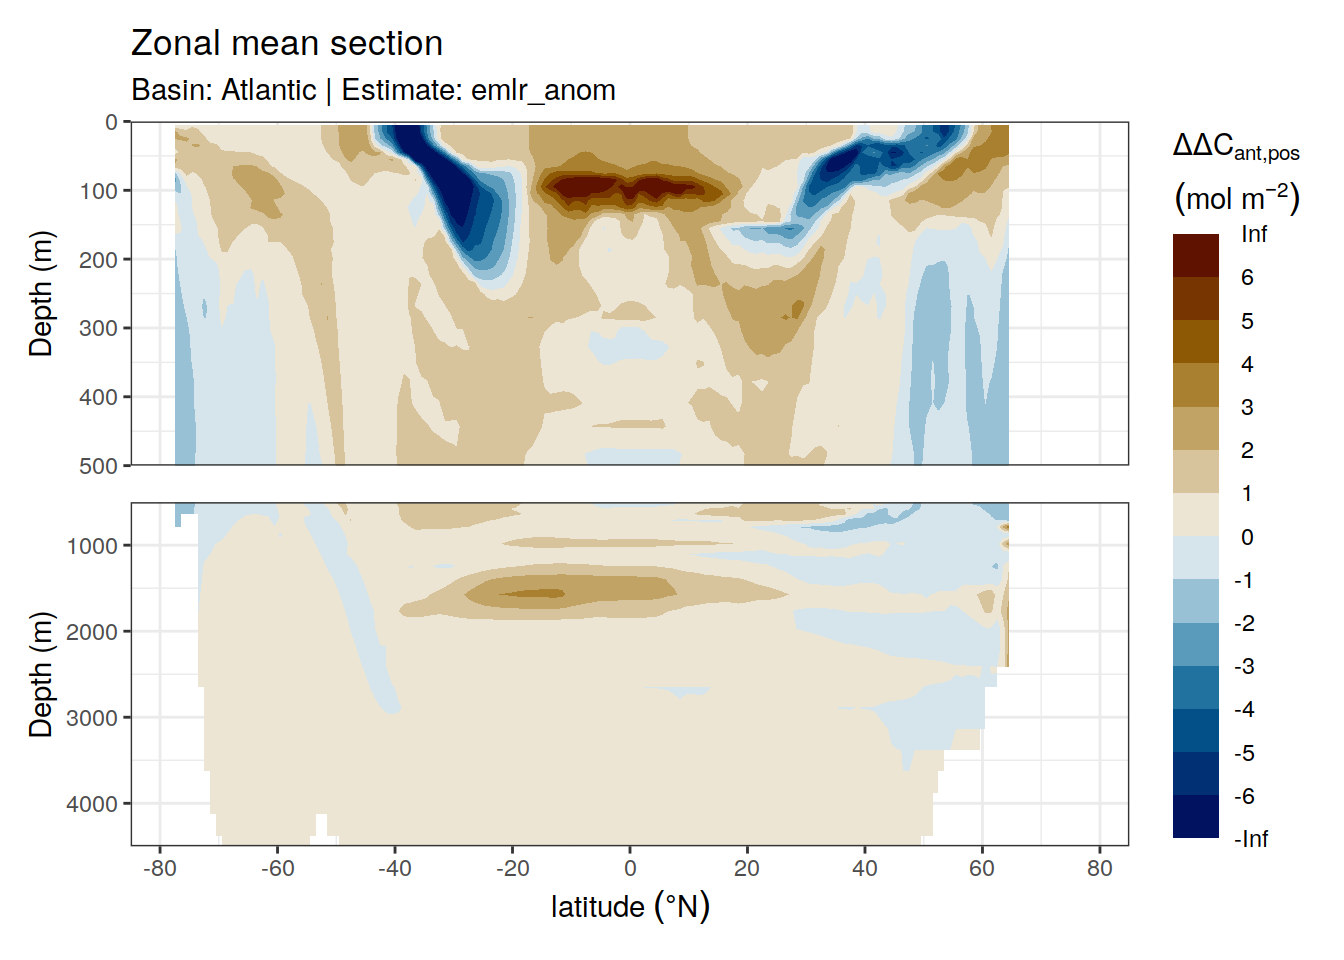 Zonal mean section
Basin: Atlantic | Estimate: emlr_anom
0
100
200
300
400
500
Depth (m)
1000
2000
3000
4000
Depth (m)
-80 -60 -40 -20 0 20 40 60 80
latitude (°N)
ΔΔC_ant,pos
(mol m⁻²)
Inf
6
5
4
3
2
1
0
-1
-2
-3
-4
-5
-6
-Inf